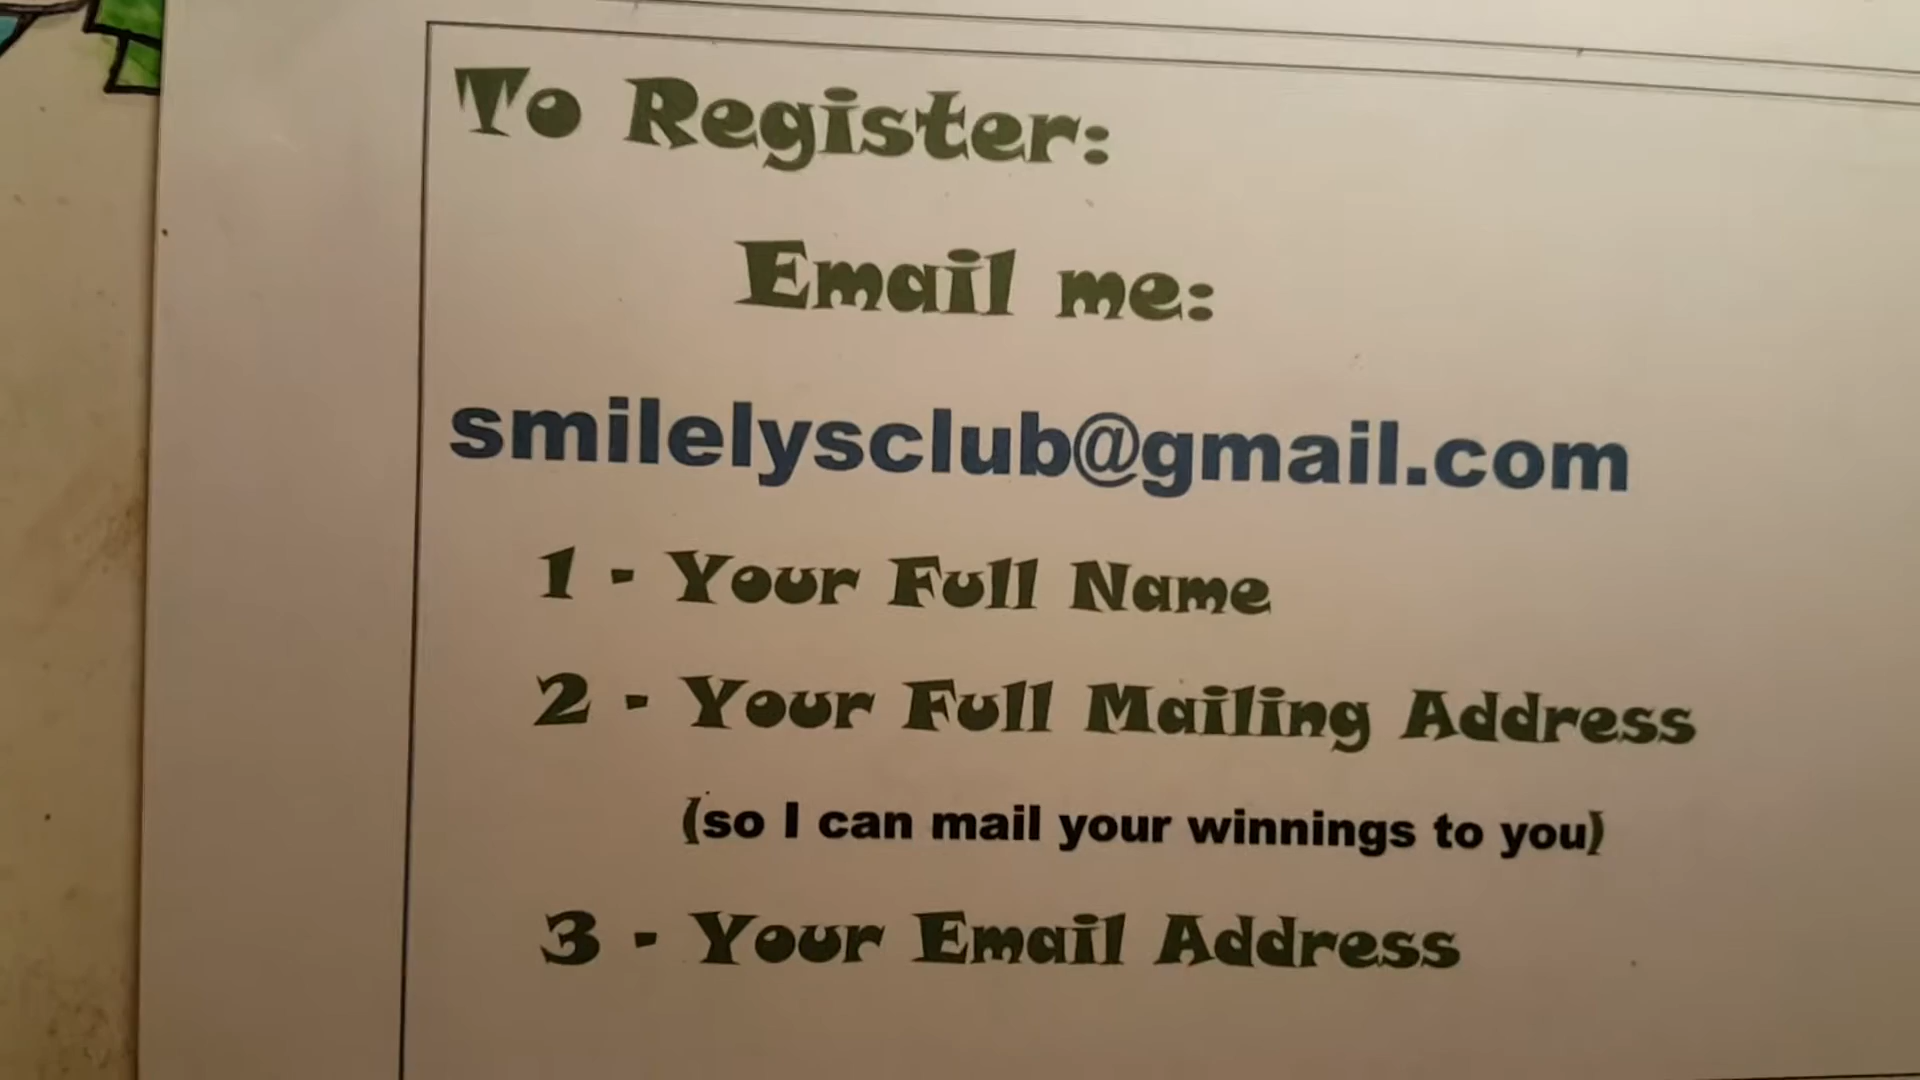 To Register:
Email me:
smilelysclub@gmail.com
1 - Your Full Name
2 - Your Full Mailing Address
(so I can mail your winnings to you)
3 - Your Email Address